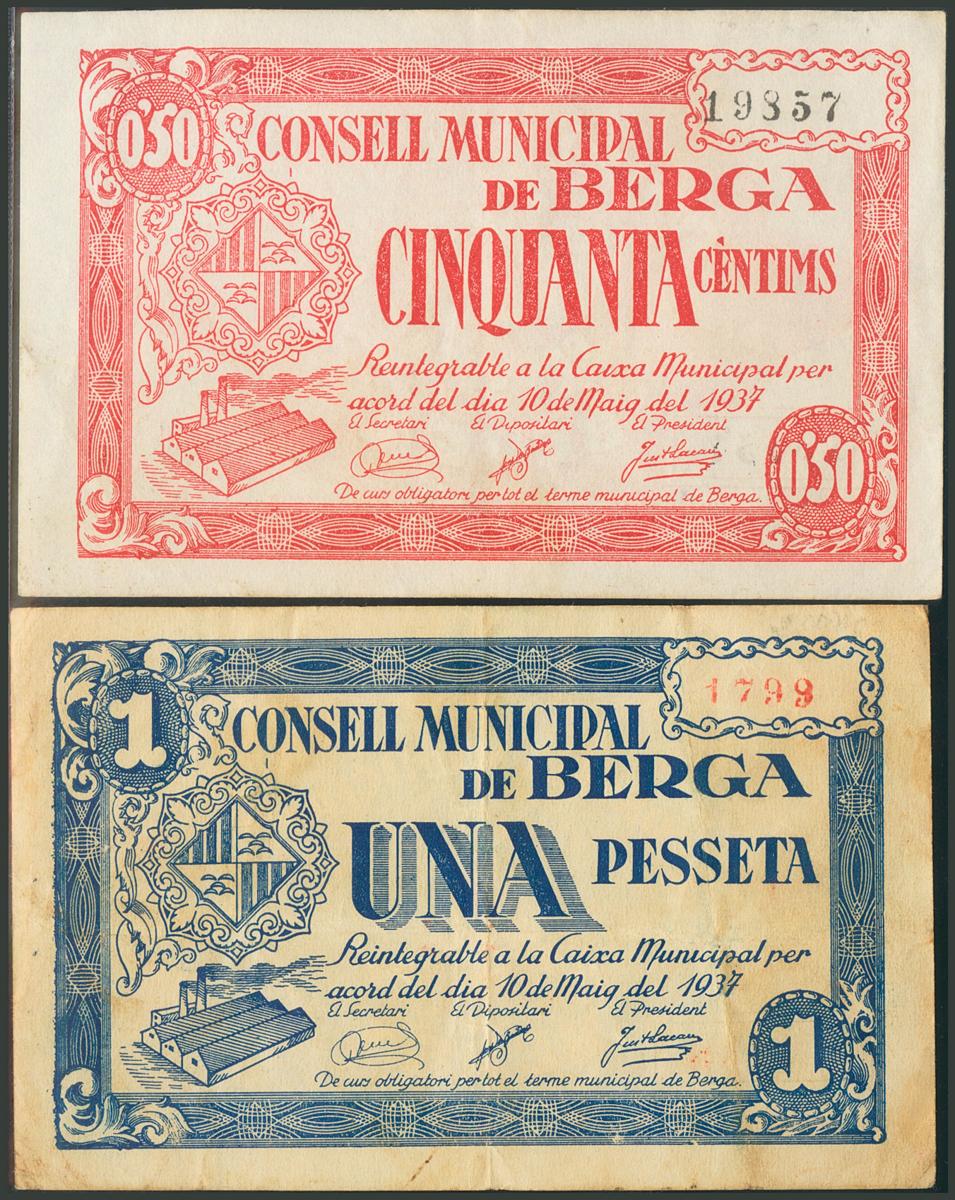 0'50
19857
CONSELL MUNICIPAL
DE BERGA
CINQUANTA CÈNTIMS
Reintegrable a la Caixa Municipal per
acord del dia 10 de Maig del 1937
El Secretari El Dipositari El President
De curs obligatori per tot el terme municipal de Berga.
0'50
1
1799
CONSELL MUNICIPAL
DE BERGA
UNA PESSETA
Reintegrable a la Caixa Municipal per
acord del dia 10 de Maig del 1937
El Secretari El Dipositari El President
De curs obligatori per tot el terme municipal de Berga.
1